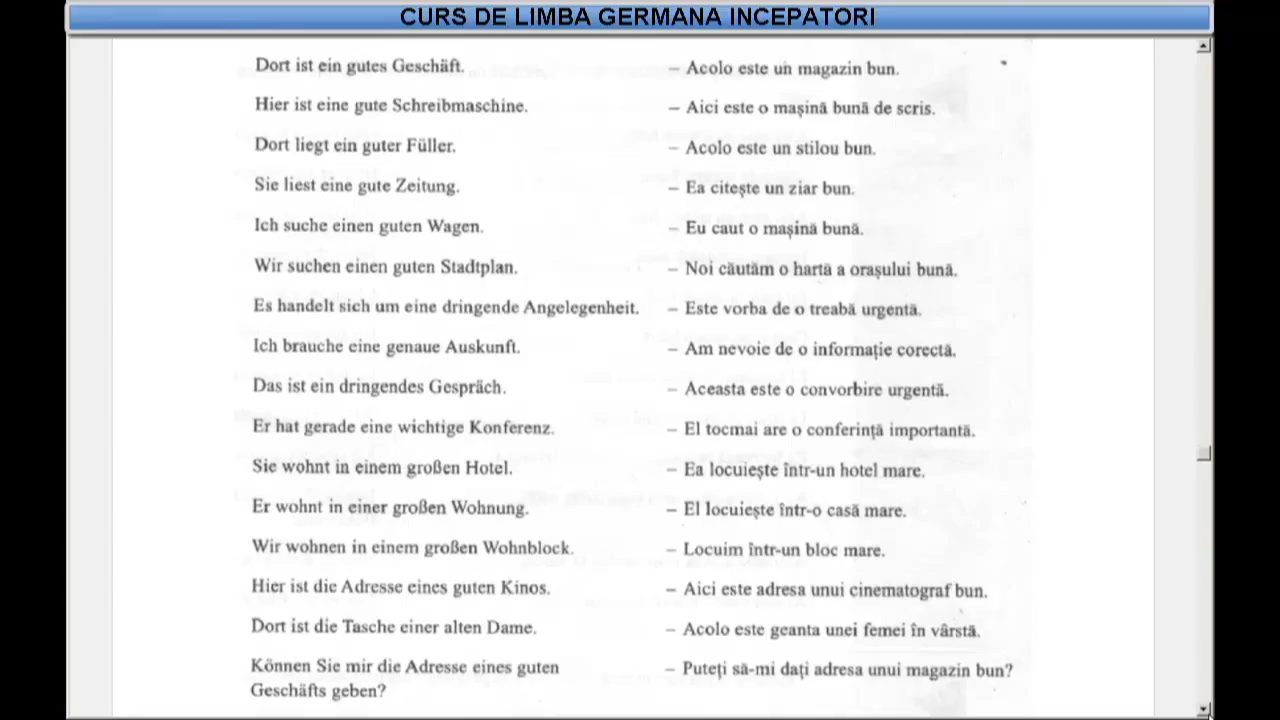 CURS DE LIMBA GERMANA INCEPATORI
Dort ist ein gutes Geschäft. – Acolo este un magazin bun.
Hier ist eine gute Schreibmaschine. – Aici este o mașină bună de scris.
Dort liegt ein guter Füller. – Acolo este un stilou bun.
Sie liest eine gute Zeitung. – Ea citește un ziar bun.
Ich suche einen guten Wagen. – Eu caut o mașină bună.
Wir suchen einen guten Stadtplan. – Noi căutăm o hartă a orașului bună.
Es handelt sich um eine dringende Angelegenheit. – Este vorba de o treabă urgentă.
Ich brauche eine genaue Auskunft. – Am nevoie de o informație corectă.
Das ist ein dringendes Gespräch. – Aceasta este o convorbire urgentă.
Er hat gerade eine wichtige Konferenz. – El tocmai are o conferință importantă.
Sie wohnt in einem großen Hotel. – Ea locuiește într-un hotel mare.
Er wohnt in einer großen Wohnung. – El locuiește într-o casă mare.
Wir wohnen in einem großen Wohnblock. – Locuim într-un bloc mare.
Hier ist die Adresse eines guten Kinos. – Aici este adresa unui cinematograf bun.
Dort ist die Tasche einer alten Dame. – Acolo este geanta unei femei în vârstă.
Können Sie mir die Adresse eines guten – Puteți să-mi dați adresa unui magazin bun?
Geschäfts geben?